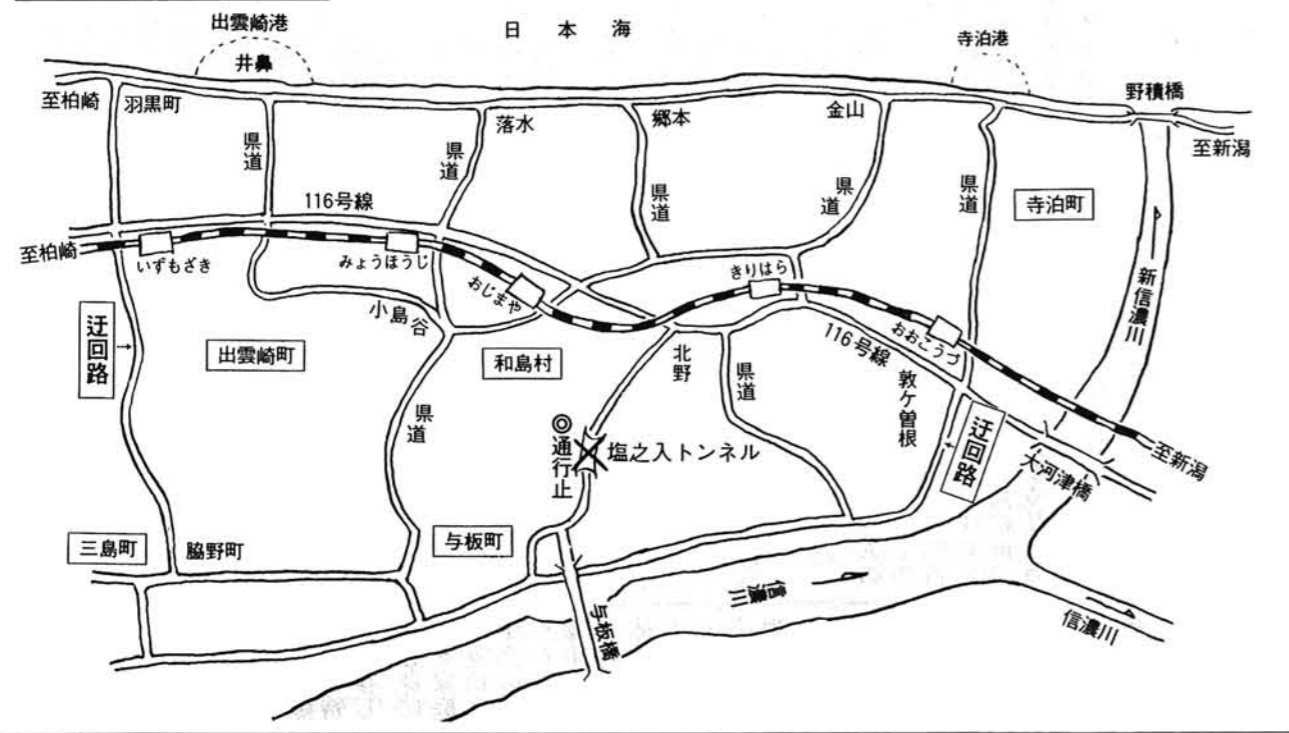 出雲崎港
日本海
寺泊港
井鼻
至柏崎
羽黒町
野積橋
落水
郷本
金山
至新潟
県道
県道
県道
県道
県道
寺泊町
116号線
至柏崎
いずもざき
みょうほうじ
おじまや
きりはら
おおこうづ
新信濃川
小島谷
116号線
迂回路
出雲崎町
和島村
北野
県道
敦ケ曽根
県道
◎通行止
塩之入トンネル
迂回路
至新潟
大河津橋
三島町
脇野町
与板町
信濃川
与板橋
信濃川